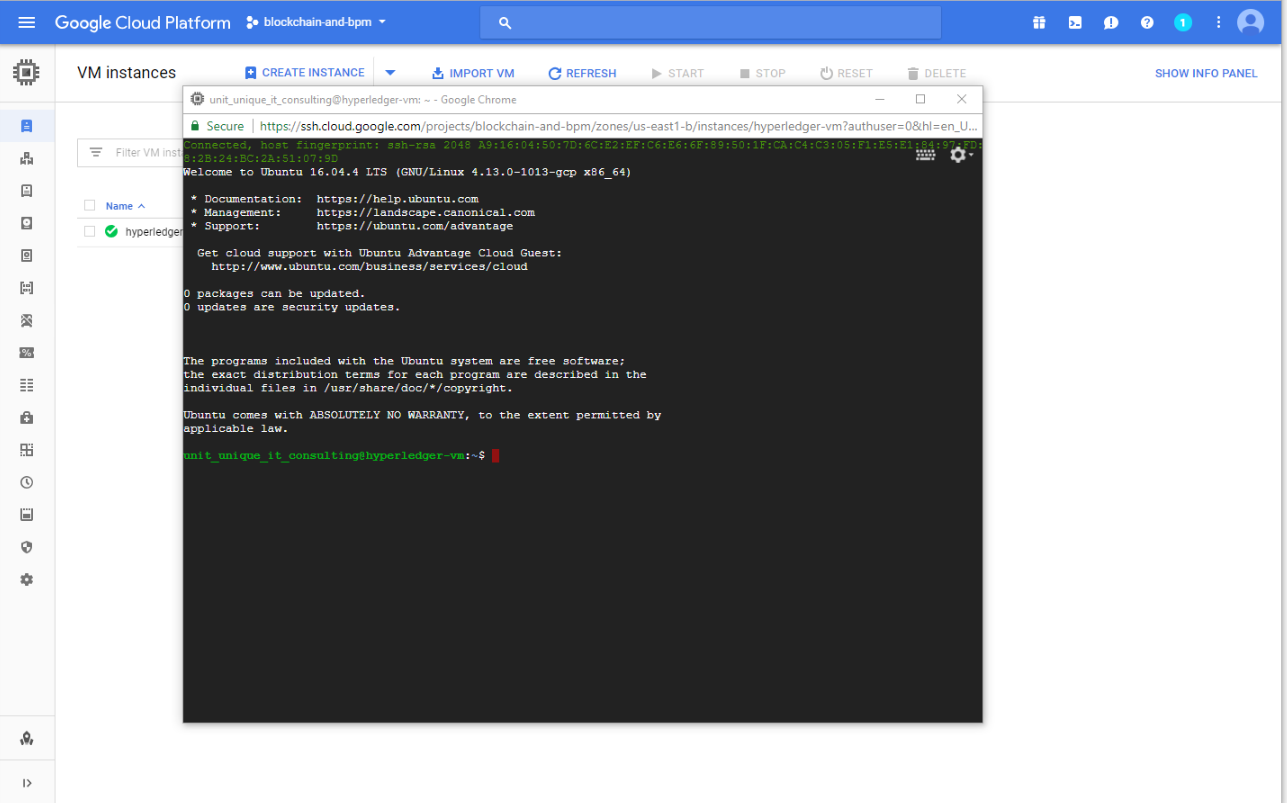 Google Cloud Platform blockchain-and-bpm 1
VM instances CREATE INSTANCE IMPORT VM REFRESH START STOP RESET DELETE SHOW INFO PANEL
unit_unique_it_consulting@hyperledger-vm: ~ - Google Chrome
Secure https://ssh.cloud.google.com/projects/blockchain-and-bpm/zones/us-east1-b/instances/hyperledger-vm?authuser=0&hl=en_U...
Filter VM inst
Name
hyperledger
Connected, host fingerprint: ssh-rsa 2048 A9:16:04:50:7D:6C:E2:EF:C6:E6:6F:89:50:1F:CA:C4:C3:05:F1:E5:E1:84:97:FD:
8:2B:24:BC:2A:51:07:9D
Welcome to Ubuntu 16.04.4 LTS (GNU/Linux 4.13.0-1013-gcp x86_64)
* Documentation: https://help.ubuntu.com
* Management: https://landscape.canonical.com
* Support: https://ubuntu.com/advantage
Get cloud support with Ubuntu Advantage Cloud Guest:
http://www.ubuntu.com/business/services/cloud
0 packages can be updated.
0 updates are security updates.
The programs included with the Ubuntu system are free software;
the exact distribution terms for each program are described in the
individual files in /usr/share/doc/*/copyright.
Ubuntu comes with ABSOLUTELY NO WARRANTY, to the extent permitted by
applicable law.
unit_unique_it_consulting@hyperledger-vm:~$